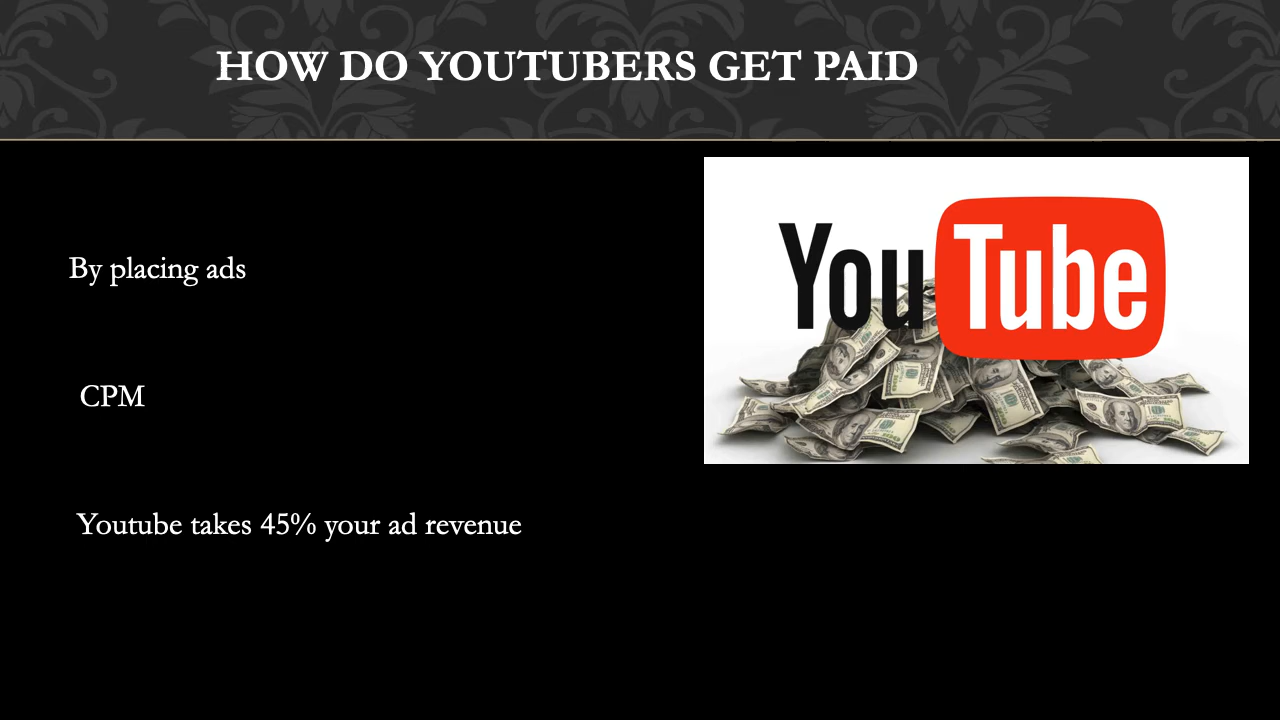 HOW DO YOUTUBERS GET PAID
By placing ads
CPM
Youtube takes 45% your ad revenue
YouTube